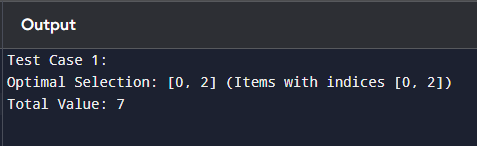 Output
Test Case 1:
Optimal Selection: [0, 2] (Items with indices [0, 2])
Total Value: 7